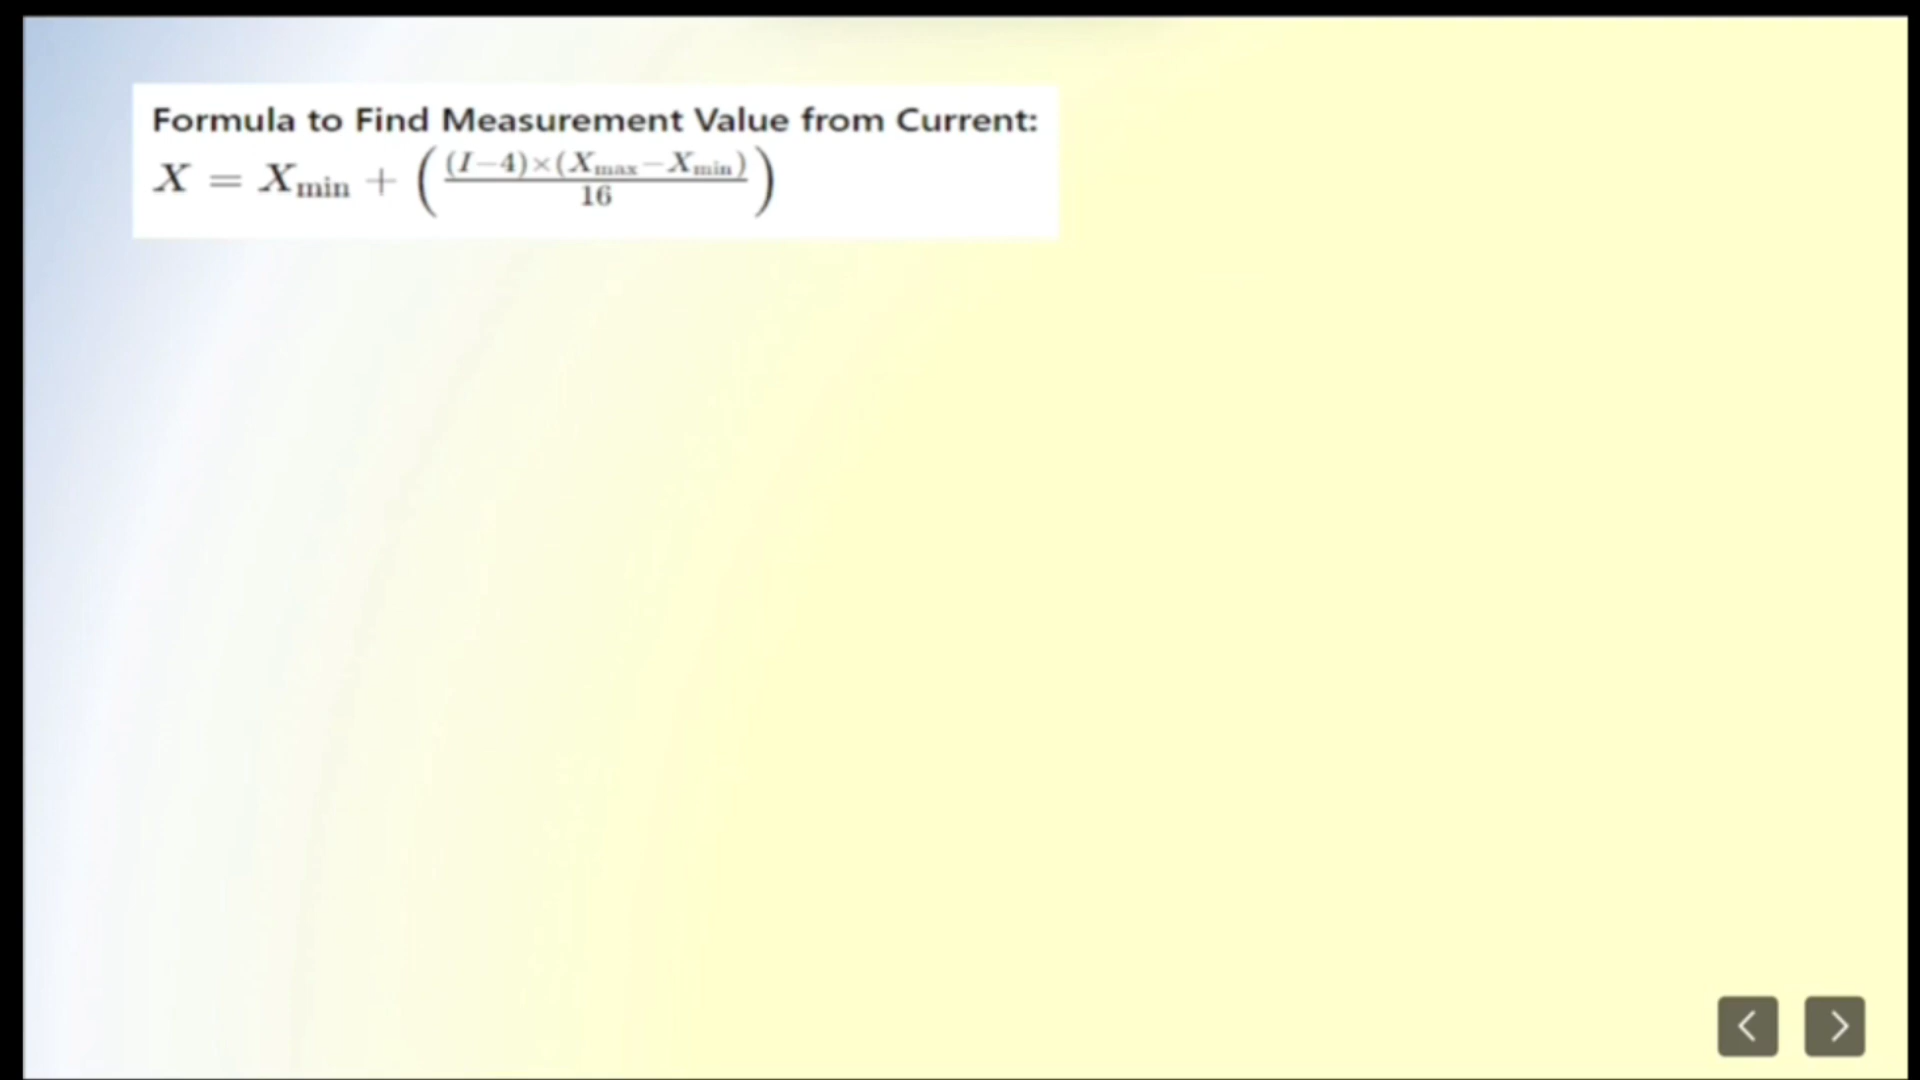 Formula to Find Measurement Value from Current:
X = Xmin + ( (I−4)×(Xmax−Xmin) / 16 )